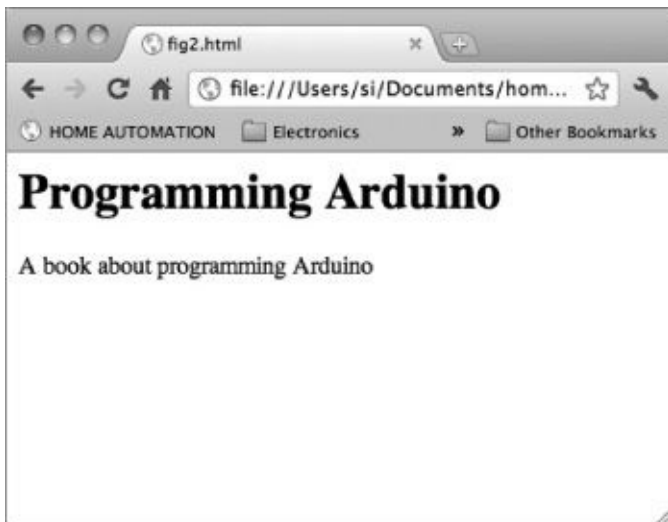 fig2.html
file:///Users/si/Documents/hom...
HOME AUTOMATION Electronics » Other Bookmarks
Programming Arduino
A book about programming Arduino